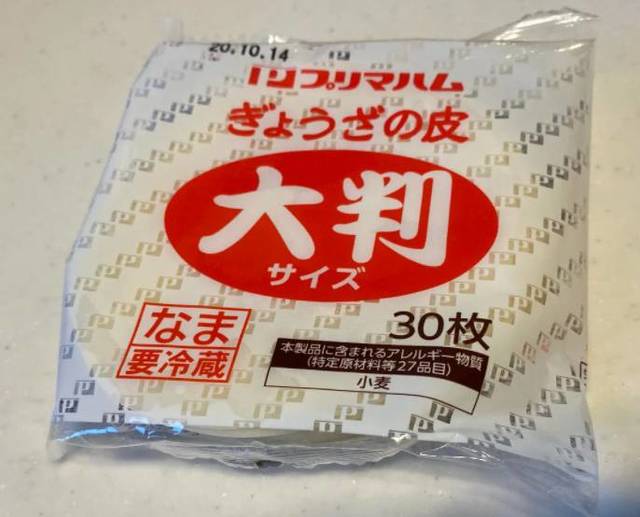 20.10.14
プリマハム
ぎょうざの皮
大判
サイズ
30枚
なま
要冷蔵
本製品に含まれるアレルギー物質
(特定原材料等27品目)
小麦